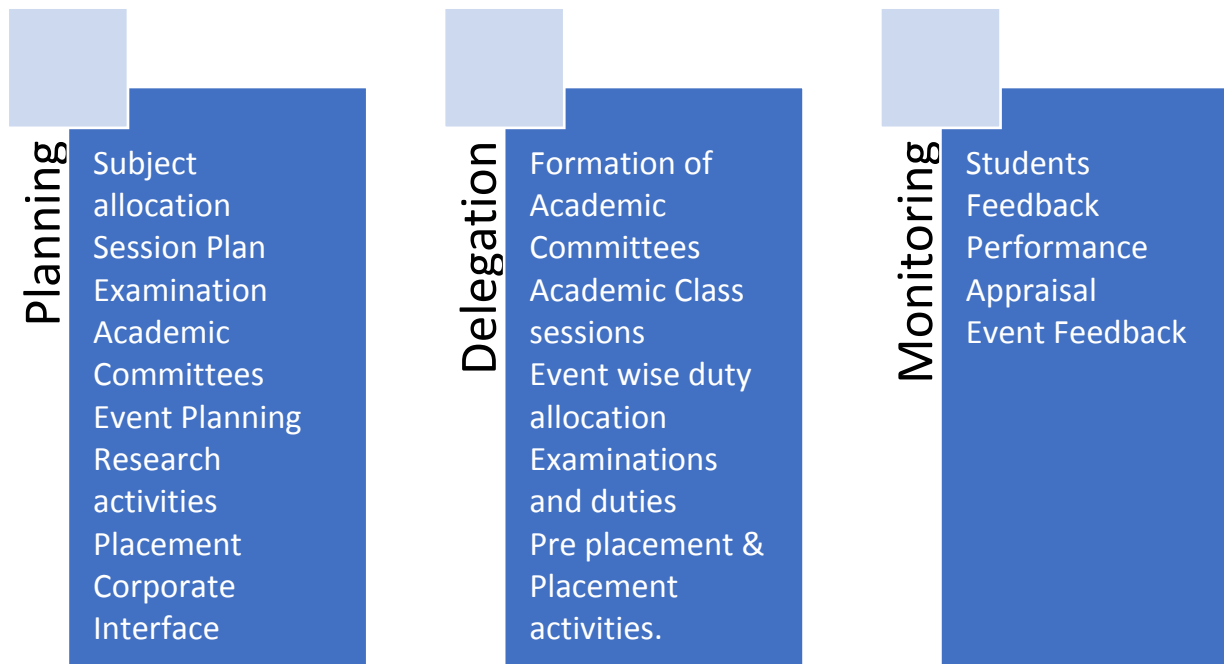 Planning
Subject
allocation
Session Plan
Examination
Academic
Committees
Event Planning
Research
activities
Placement
Corporate
Interface
Delegation
Formation of
Academic
Committees
Academic Class
sessions
Event wise duty
allocation
Examinations
and duties
Pre placement &
Placement
activities.
Monitoring
Students
Feedback
Performance
Appraisal
Event Feedback